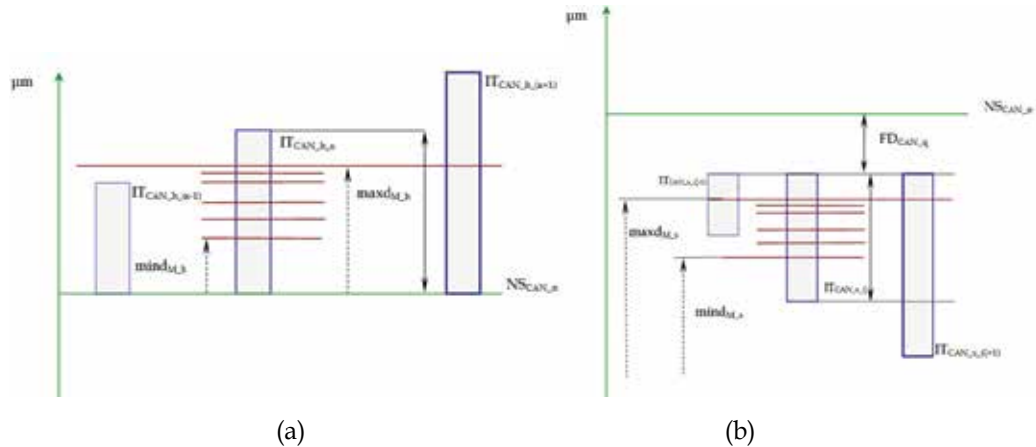 µm
IT_CAN_h_(n+1)
IT_CAN_h_n
IT_CAN_h_(n-1)
maxd_M_h
mind_M_h
NS_CAN_n
(a)
µm
NS_CAN_n
FD_CAN_q
maxd_M_s
mind_M_s
(b)